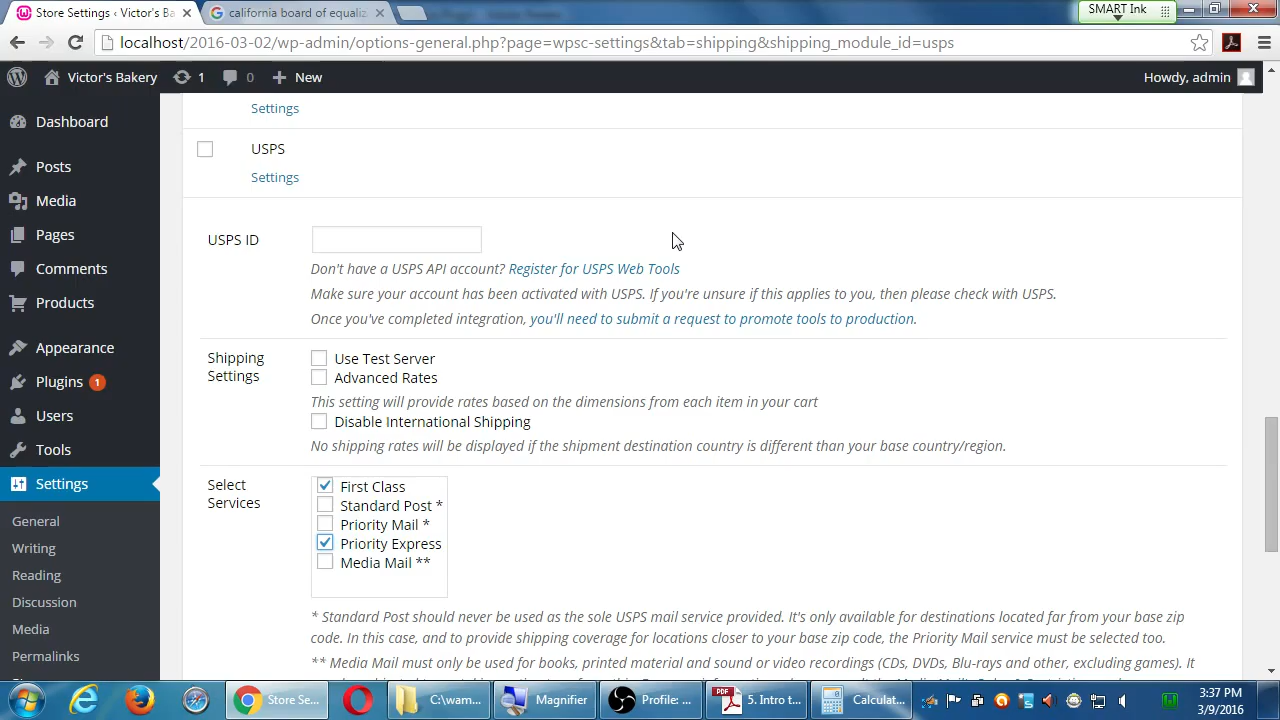 Store Settings ‹ Victor's Ba
california board of equaliz
SMART Ink
localhost/2016-03-02/wp-admin/options-general.php?page=wpsc-settings&tab=shipping&shipping_module_id=usps
Victor's Bakery
1
0
New
Howdy, admin
Dashboard
Posts
Media
Pages
Comments
Products
Appearance
Plugins 1
Users
Tools
Settings
General
Writing
Reading
Discussion
Media
Permalinks
Settings
USPS
Settings
USPS ID
Don't have a USPS API account? Register for USPS Web Tools
Make sure your account has been activated with USPS. If you're unsure if this applies to you, then please check with USPS.
Once you've completed integration, you'll need to submit a request to promote tools to production.
Shipping
Settings
Use Test Server
Advanced Rates
This setting will provide rates based on the dimensions from each item in your cart
Disable International Shipping
No shipping rates will be displayed if the shipment destination country is different than your base country/region.
Select
Services
First Class
Standard Post *
Priority Mail *
Priority Express
Media Mail **
* Standard Post should never be used as the sole USPS mail service provided. It's only available for destinations located far from your base zip
code. In this case, and to provide shipping coverage for locations closer to your base zip code, the Priority Mail service must be selected too.
** Media Mail must only be used for books, printed material and sound or video recordings (CDs, DVDs, Blu-rays and other, excluding games). It
Store Se...
C:\wam...
Magnifier
Profile: ...
5. Intro t...
Calculat...
3:37 PM
3/9/2016